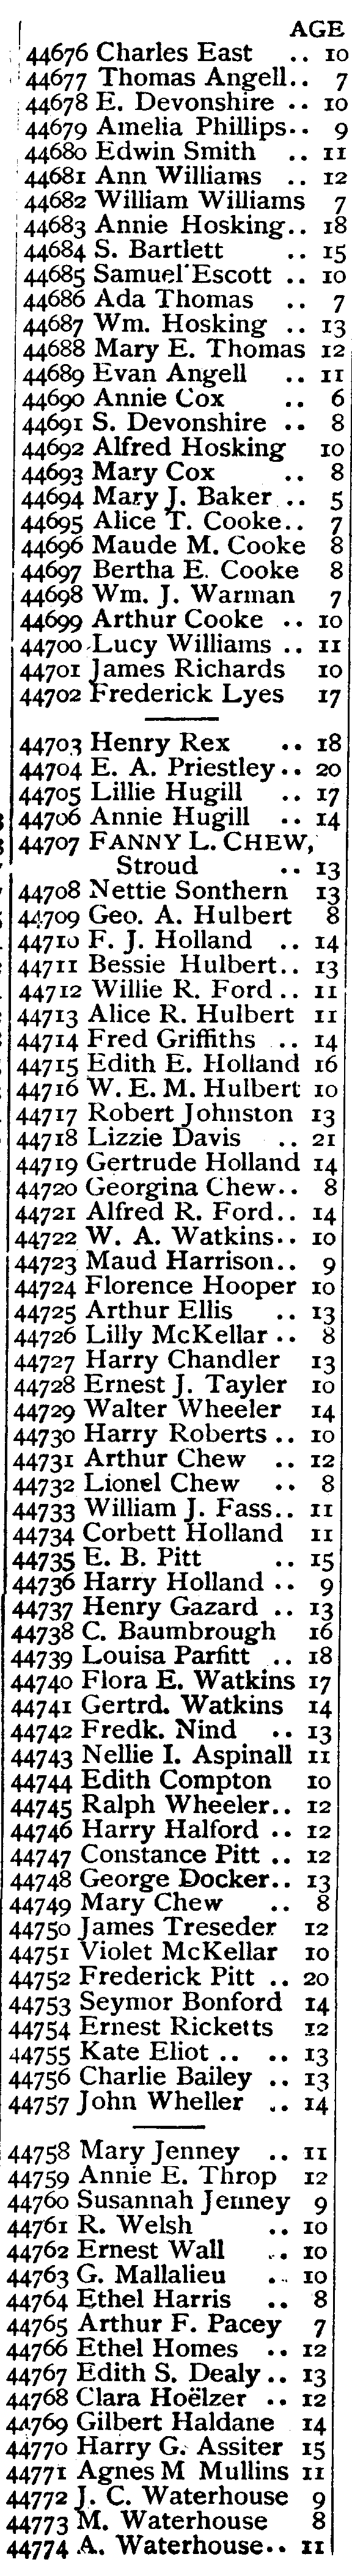 AGE
44676 Charles East .. 10
44677 Thomas Angell.. 7
44678 E. Devonshire .. 10
44679 Amelia Phillips.. 9
44680 Edwin Smith .. 11
44681 Ann Williams .. 12
44682 William Williams 7
44683 Annie Hosking.. 18
44684 S. Bartlett .. 15
44685 Samuel Escott .. 10
44686 Ada Thomas .. 7
44687 Wm. Hosking .. 13
44688 Mary E. Thomas 12
44689 Evan Angell .. 11
44690 Annie Cox .. 6
44691 S. Devonshire .. 8
44692 Alfred Hosking 10
44693 Mary Cox .. 8
44694 Mary J. Baker .. 5
44695 Alice T. Cooke.. 7
44696 Maude M. Cooke 8
44697 Bertha E. Cooke 8
44698 Wm. J. Warman 7
44699 Arthur Cooke .. 10
44700 Lucy Williams .. 11
44701 James Richards 10
44702 Frederick Lyes 17
44703 Henry Rex .. 18
44704 E. A. Priestley.. 20
44705 Lillie Hugill .. 17
44706 Annie Hugill .. 14
44707 FANNY L. CHEW,
Stroud .. 13
44708 Nettie Sonthern 13
44709 Geo. A. Hulbert 8
44710 F. J. Holland .. 14
44711 Bessie Hulbert.. 13
44712 Willie R. Ford .. 11
44713 Alice R. Hulbert 11
44714 Fred Griffiths .. 14
44715 Edith E. Holland 16
44716 W. E. M. Hulbert 10
44717 Robert Johnston 13
44718 Lizzie Davis .. 21
44719 Gertrude Holland 14
44720 Georgina Chew.. 8
44721 Alfred R. Ford.. 14
44722 W. A. Watkins.. 10
44723 Maud Harrison.. 9
44724 Florence Hooper 10
44725 Arthur Ellis .. 13
44726 Lilly McKellar .. 8
44727 Harry Chandler 13
44728 Ernest J. Tayler 10
44729 Walter Wheeler 14
44730 Harry Roberts .. 10
44731 Arthur Chew .. 12
44732 Lionel Chew .. 8
44733 William J. Fass.. 11
44734 Corbett Holland 11
44735 E. B. Pitt .. 15
44736 Harry Holland .. 9
44737 Henry Gazard .. 13
44738 C. Baumbrough 16
44739 Louisa Parfitt .. 18
44740 Flora E. Watkins 17
44741 Gertrd. Watkins 14
44742 Fredk. Nind .. 13
44743 Nellie I. Aspinall 11
44744 Edith Compton 10
44745 Ralph Wheeler.. 12
44746 Harry Halford .. 12
44747 Constance Pitt .. 12
44748 George Docker.. 13
44749 Mary Chew .. 8
44750 James Treseder 12
44751 Violet McKellar 10
44752 Frederick Pitt .. 20
44753 Seymor Bonford 14
44754 Ernest Ricketts 12
44755 Kate Eliot .. .. 13
44756 Charlie Bailey .. 13
44757 John Wheller .. 14
44758 Mary Jenney .. 11
44759 Annie E. Throp 12
44760 Susannah Jenney 9
44761 R. Welsh .. 10
44762 Ernest Wall .. 10
44763 G. Mallalieu .. 10
44764 Ethel Harris .. 8
44765 Arthur F. Pacey 7
44766 Ethel Homes .. 12
44767 Edith S. Dealy .. 13
44768 Clara Hoëlzer .. 12
44769 Gilbert Haldane 14
44770 Harry G. Assiter 15
44771 Agnes M Mullins 11
44772 J. C. Waterhouse 9
44773 M. Waterhouse 8
44774 A. Waterhouse.. 11